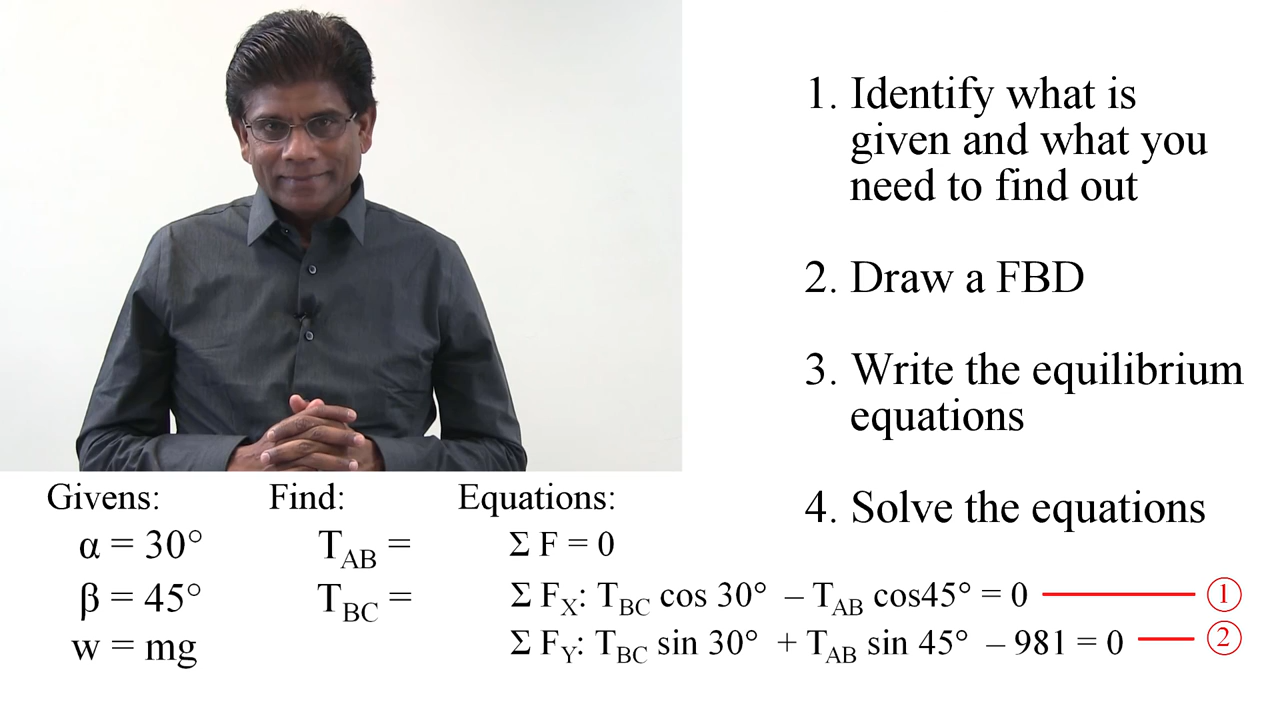 1. Identify what is
given and what you
need to find out
2. Draw a FBD
3. Write the equilibrium
equations
4. Solve the equations
Givens:
α = 30°
β = 45°
w = mg
Find:
T_AB =
T_BC =
Equations:
Σ F = 0
Σ F_X: T_BC cos 30° – T_AB cos45° = 0 ①
Σ F_Y: T_BC sin 30° + T_AB sin 45° – 981 = 0 ②